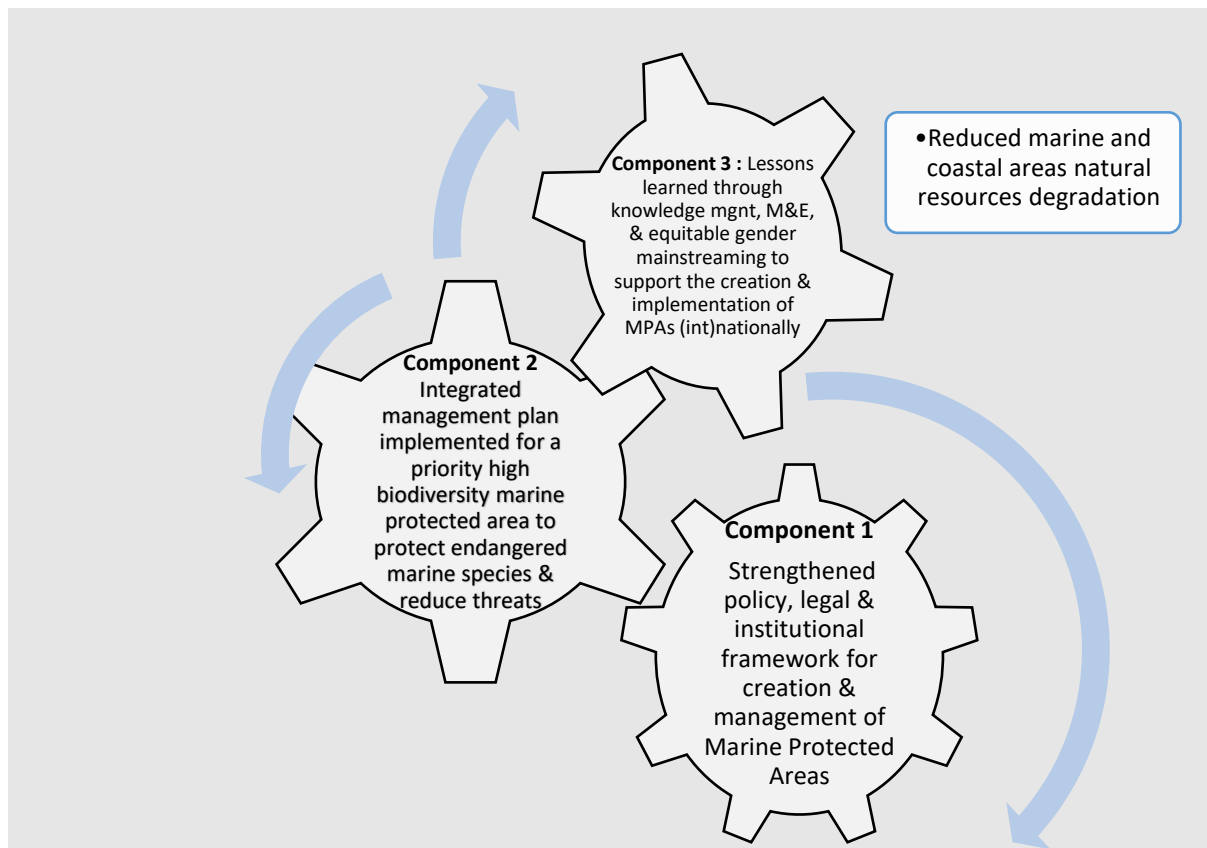 Component 3 : Lessons
learned through
knowledge mgnt, M&E,
& equitable gender
mainstreaming to
support the creation &
implementation of
MPAs (int)nationally
•Reduced marine and
coastal areas natural
resources degradation
Component 2
Integrated
management plan
implemented for a
priority high
biodiversity marine
protected area to
protect endangered
marine species &
reduce threats
Component 1
Strengthened
policy, legal &
institutional
framework for
creation &
management of
Marine Protected
Areas